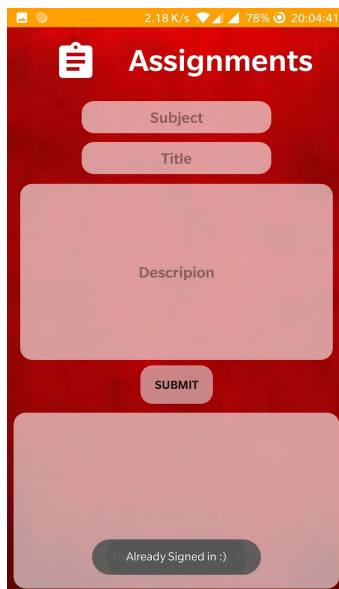 2.18 K/s 78% 20:04:41
Assignments
Subject
Title
Descripion
SUBMIT
Already Signed in :)